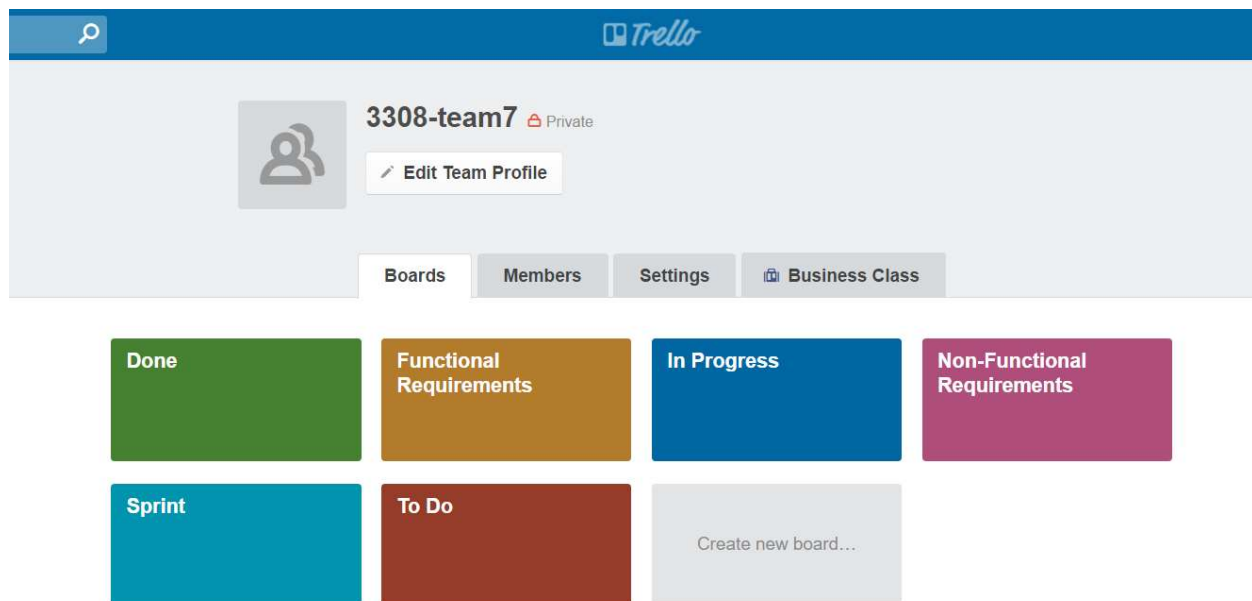 Trello
3308-team7 Private
Edit Team Profile
Boards Members Settings Business Class
Done Functional Requirements In Progress Non-Functional Requirements
Sprint To Do Create new board…